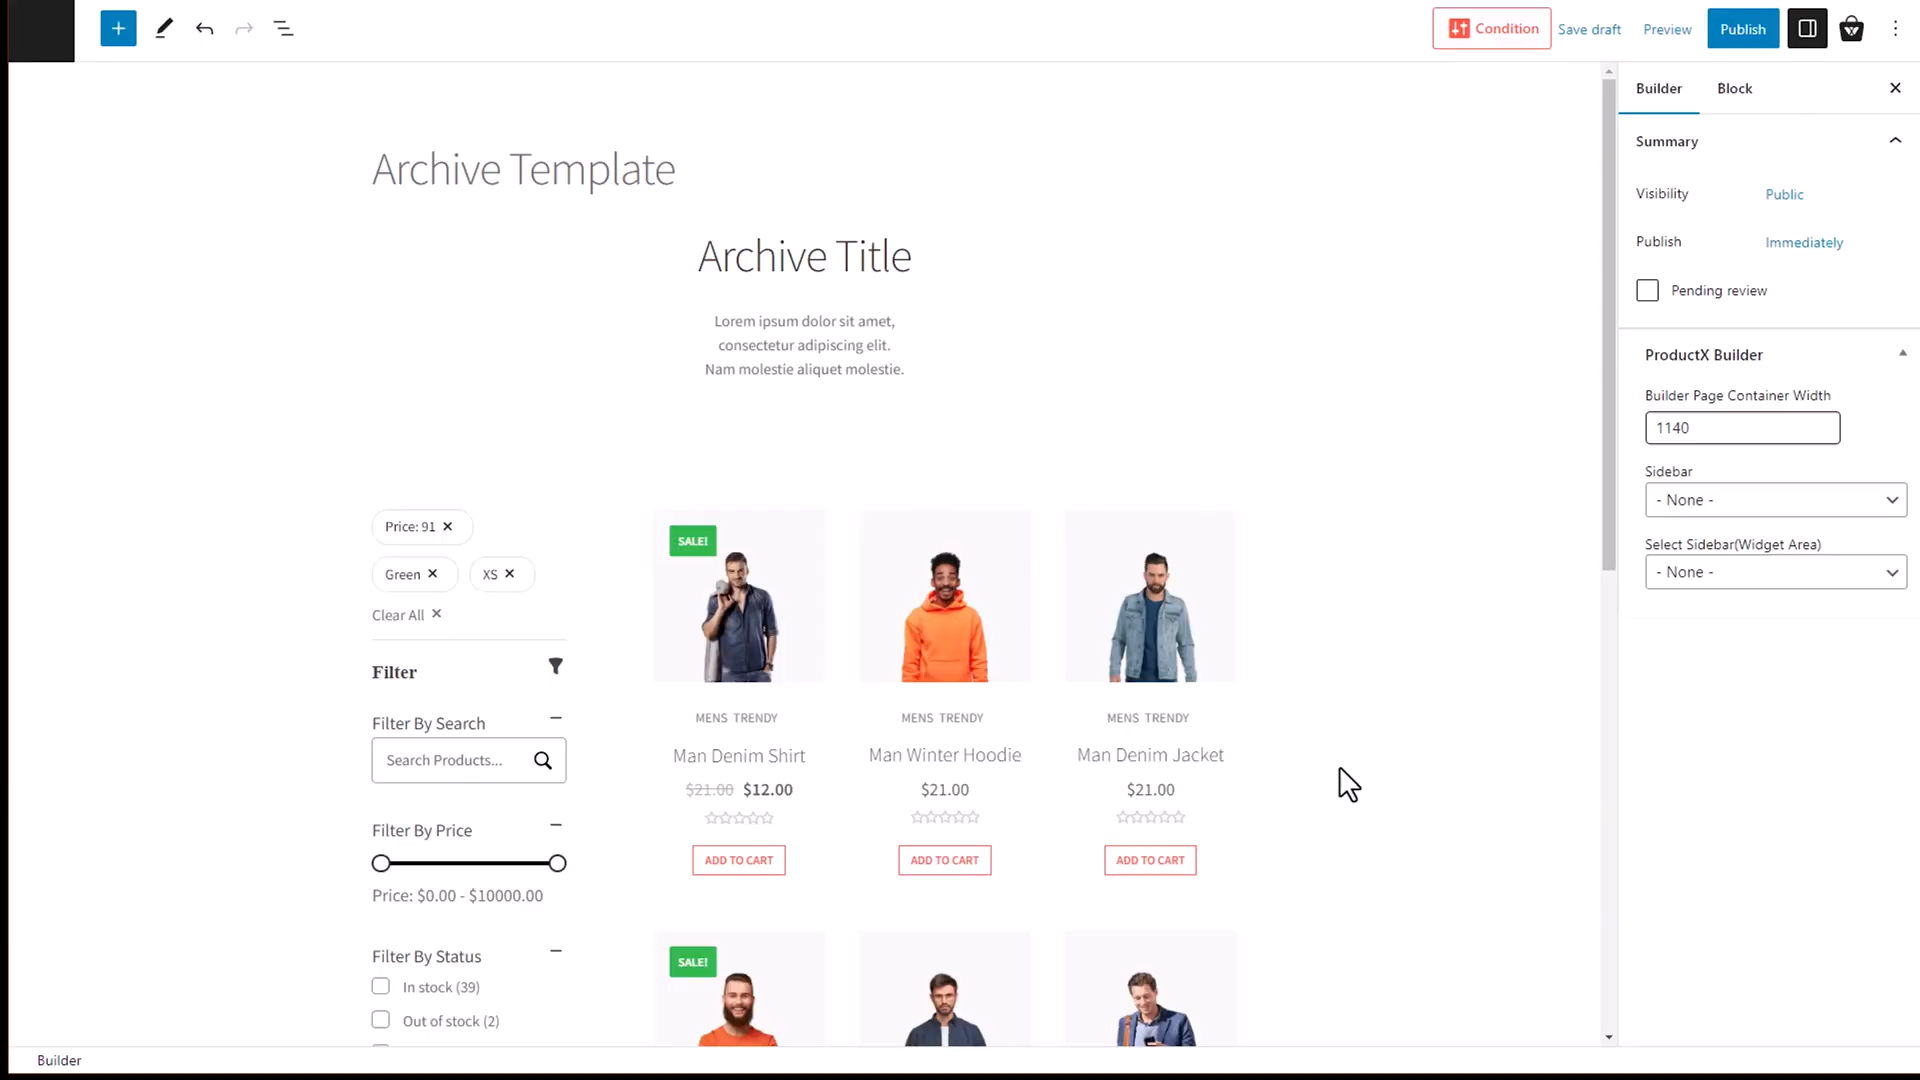 Condition
Save draft
Preview
Publish
Builder
Block
Summary
Visibility
Public
Publish
Immediately
Pending review
ProductX Builder
Builder Page Container Width
1140
Sidebar
- None -
Select Sidebar(Widget Area)
- None -
Archive Template
Archive Title
Lorem ipsum dolor sit amet,
consectetur adipiscing elit.
Nam molestie aliquet molestie.
Price: 91
Green
XS
Clear All
Filter
Filter By Search
Search Products...
Filter By Price
Price: $0.00 - $10000.00
Filter By Status
In stock (39)
Out of stock (2)
SALE!
MENS TRENDY
Man Denim Shirt
$21.00 $12.00
ADD TO CART
MENS TRENDY
Man Winter Hoodie
$21.00
ADD TO CART
MENS TRENDY
Man Denim Jacket
$21.00
ADD TO CART
SALE!
Builder